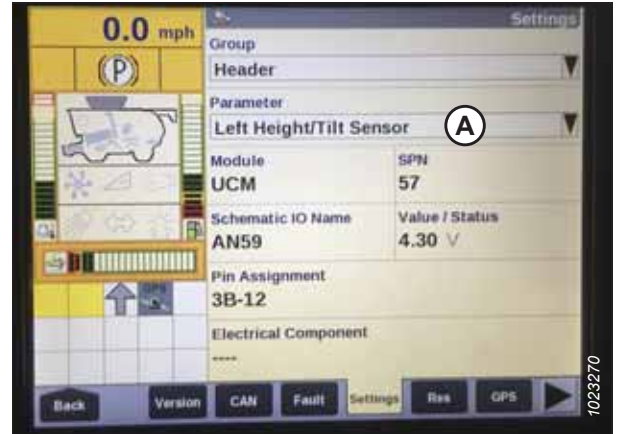 0.0 mph
Settings
(P)
Group
Header
Parameter
Left Height/Tilt Sensor
A
Module
SPN
UCM
57
Schematic IO Name
Value / Status
AN59
4.30 V
Pin Assignment
3B-12
Electrical Component
----
Back
Version
CAN
Fault
Settings
Rss
GPS
1023270